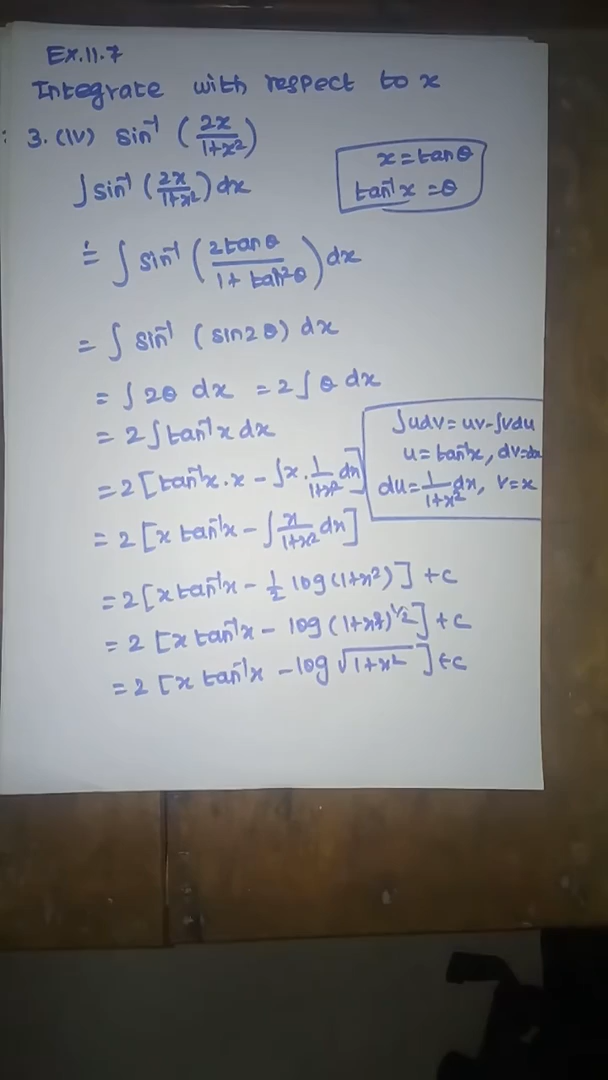 Ex.11.7
Integrate with respect to x
3. (iv) sin⁻¹ (2x/1+x²)
∫ sin⁻¹ (2x/1+x²) dx
x = tan θ
tan⁻¹x = θ
= ∫ sin⁻¹ (2tan θ/1+tan²θ) dx
= ∫ sin⁻¹ (sin2θ) dx
= ∫ 2θ dx = 2∫ θ dx
= 2∫ tan⁻¹x dx
∫udv = uv-∫vdu
u = tan⁻¹x, dv=dx
du = 1/1+x² dx, v = x
= 2 [tan⁻¹x . x - ∫x . 1/1+x² dx]
= 2 [x tan⁻¹x - ∫ x/1+x² dx]
= 2 [x tan⁻¹x - 1/2 log (1+x²)] + c
= 2 [x tan⁻¹x - log (1+x²)^1/2] + c
= 2 [x tan⁻¹x - log √1+x² ] + c